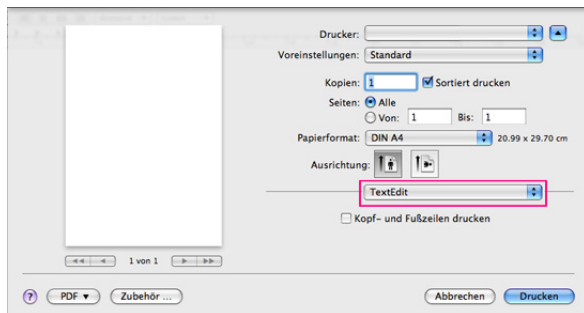 Drucker:
Voreinstellungen: Standard
Kopien: 1 Sortiert drucken
Seiten: Alle
Von: 1 Bis: 1
Papierformat: DIN A4 20.99 x 29.70 cm
Ausrichtung:
TextEdit
Kopf- und Fußzeilen drucken
1 von 1
? PDF Zubehör ... Abbrechen Drucken